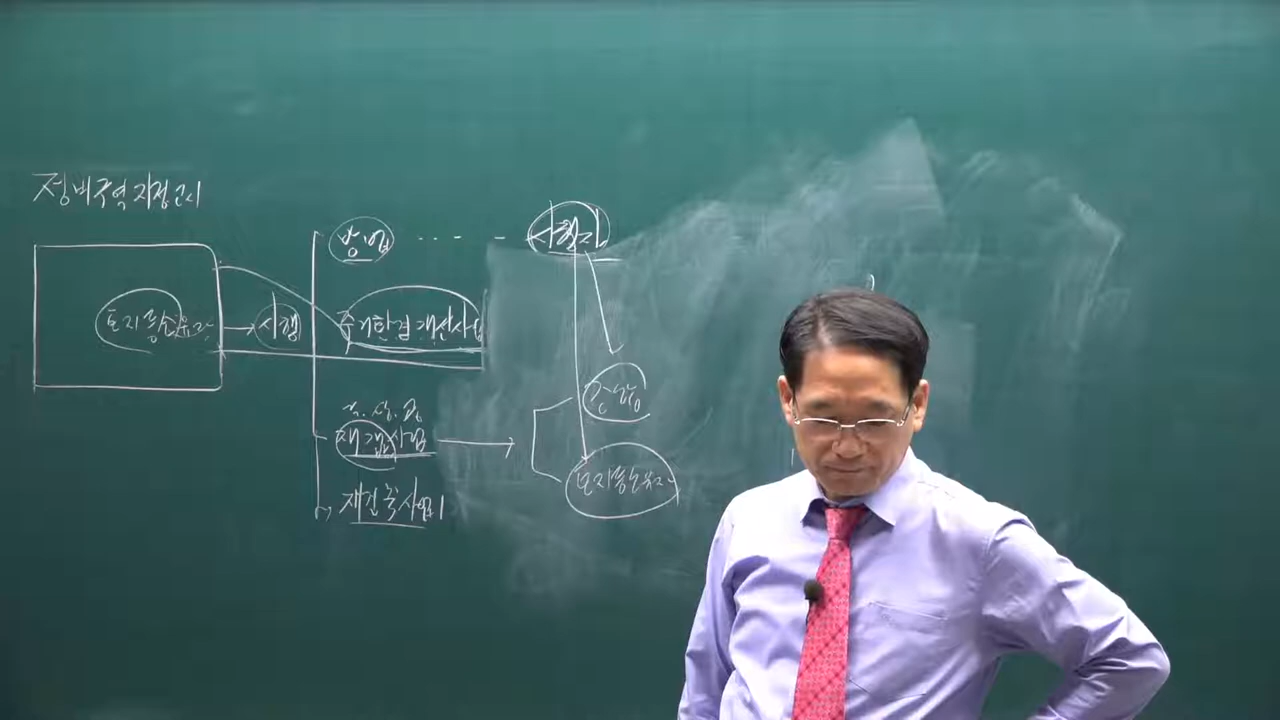 정비구역지정고시
방법 ---- 시행자
토지등소유자 → 시행
주거환경개선사업
재개발사업 →
토지등소유자
재건축사업